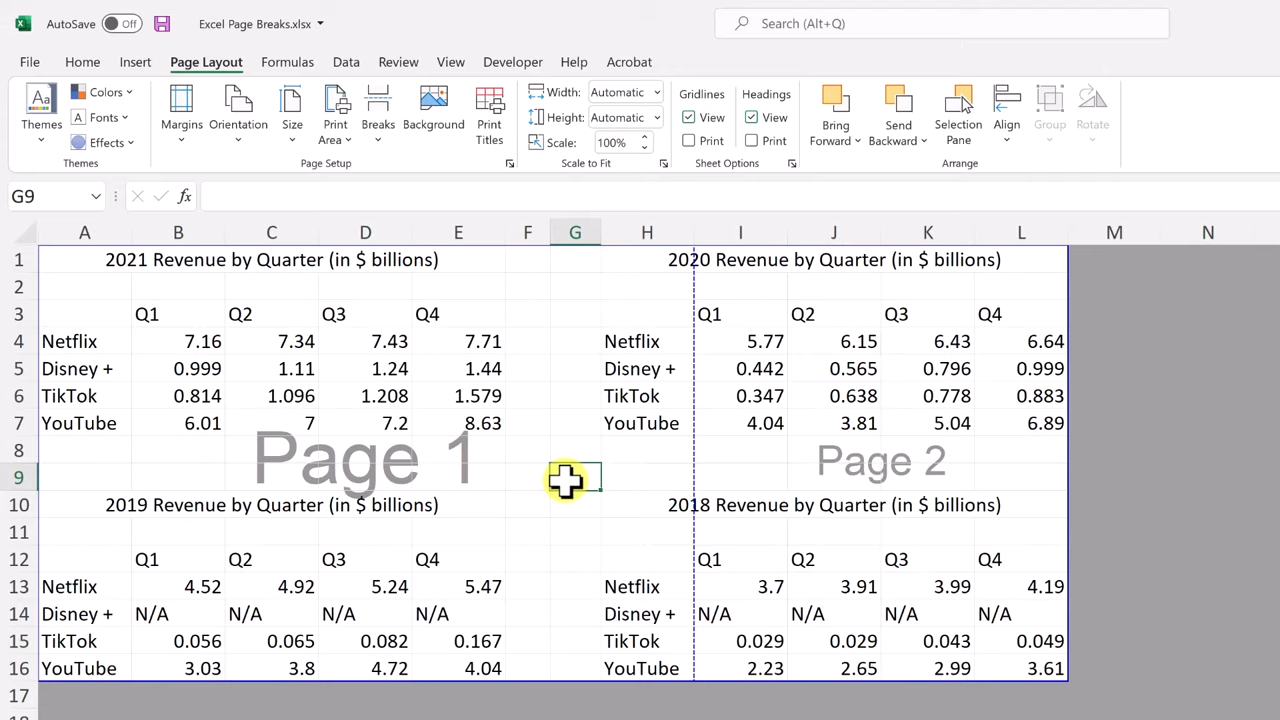 AutoSave Off Excel Page Breaks.xlsx Search (Alt+Q)
File Home Insert Page Layout Formulas Data Review View Developer Help Acrobat
Themes Colors Fonts Effects Themes
Margins Orientation Size Print Area Breaks Background Print Titles Page Setup
Width: Automatic
Height: Automatic
Scale: 100%
Scale to Fit
Gridlines Headings
View View
Print Print
Sheet Options
Bring Forward Send Backward Selection Pane Align Group Rotate
Arrange
G9 fx
A B C D E F G H I J K L M N
1 2021 Revenue by Quarter (in $ billions) 2020 Revenue by Quarter (in $ billions)
2
3 Q1 Q2 Q3 Q4 Q1 Q2 Q3 Q4
4 Netflix 7.16 7.34 7.43 7.71 Netflix 5.77 6.15 6.43 6.64
5 Disney + 0.999 1.11 1.24 1.44 Disney + 0.442 0.565 0.796 0.999
6 TikTok 0.814 1.096 1.208 1.579 TikTok 0.347 0.638 0.778 0.883
7 YouTube 6.01 7 7.2 8.63 YouTube 4.04 3.81 5.04 6.89
8 Page 1 Page 2
9
10 2019 Revenue by Quarter (in $ billions) 2018 Revenue by Quarter (in $ billions)
11
12 Q1 Q2 Q3 Q4 Q1 Q2 Q3 Q4
13 Netflix 4.52 4.92 5.24 5.47 Netflix 3.7 3.91 3.99 4.19
14 Disney + N/A N/A N/A N/A Disney + N/A N/A N/A N/A
15 TikTok 0.056 0.065 0.082 0.167 TikTok 0.029 0.029 0.043 0.049
16 YouTube 3.03 3.8 4.72 4.04 YouTube 2.23 2.65 2.99 3.61
17